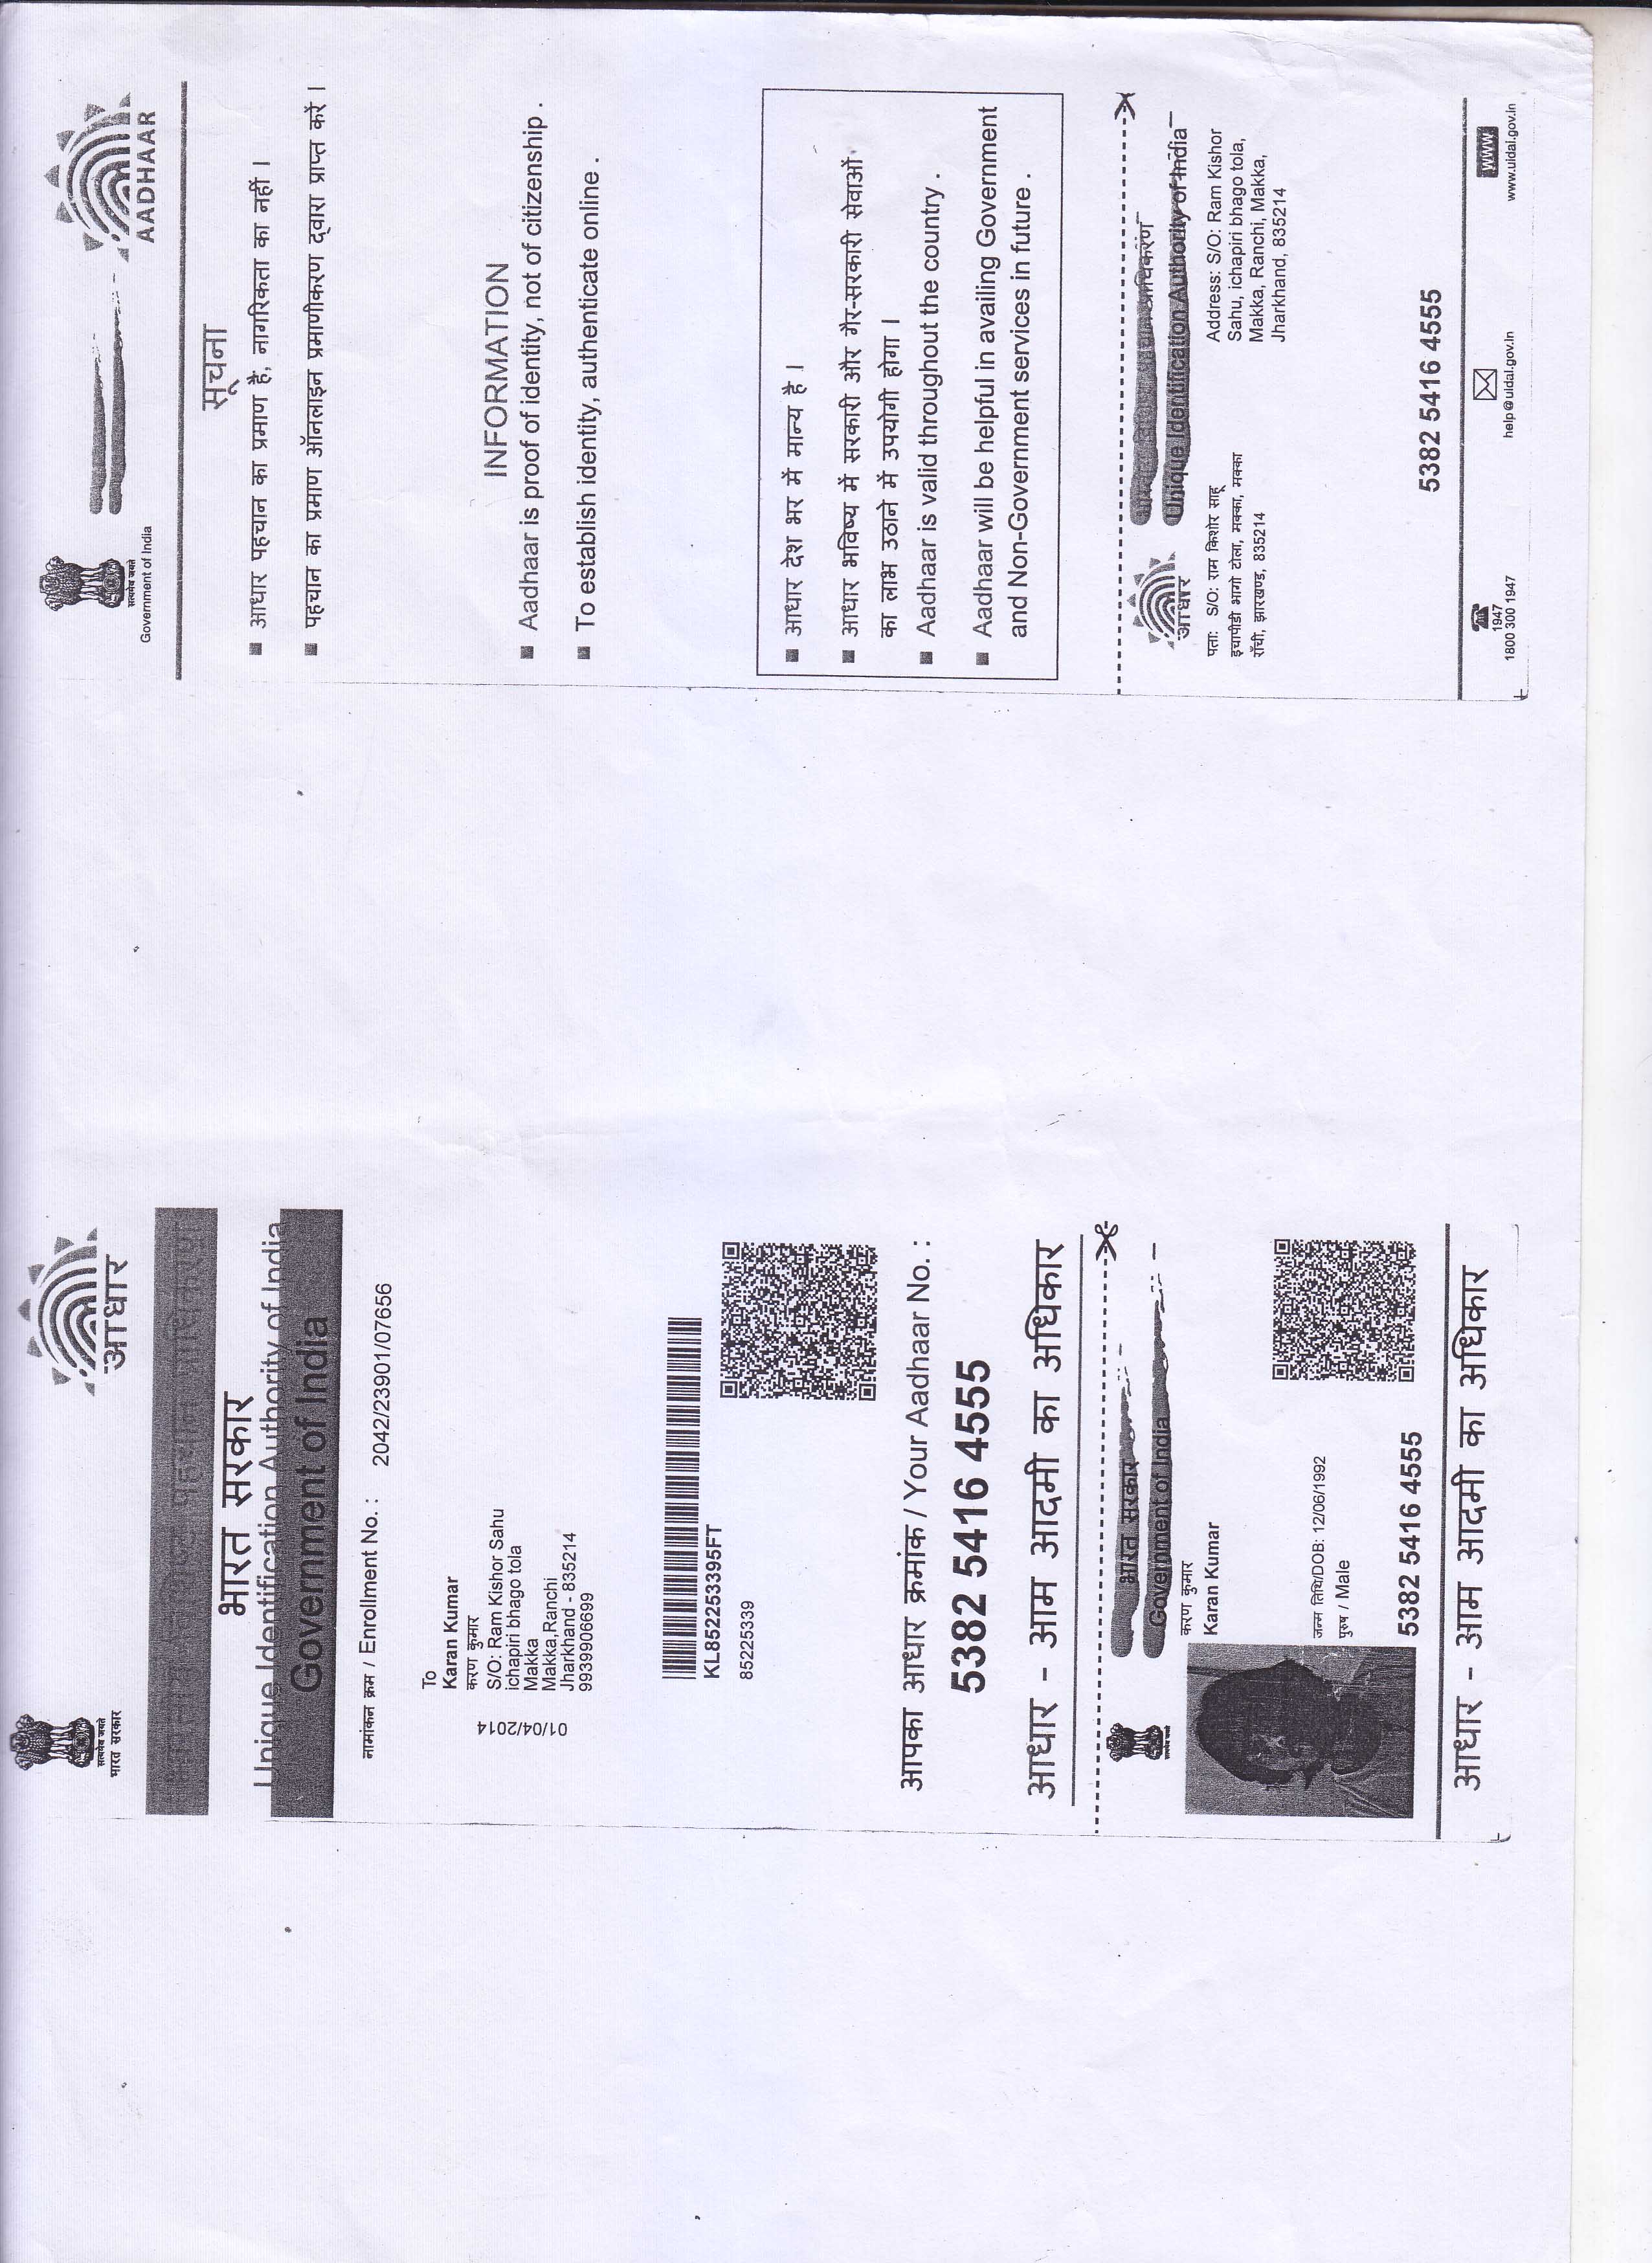 सत्यमेव जयते
भारत सरकार
आधार
भारत सरकार
Unique Identification Authority of India
Government of India
नामांकन क्रम / Enrollment No. : 2042/23901/07656
To
Karan Kumar
करण कुमार
S/O: Ram Kishor Sahu
ichapiri bhago tola
Makka
Makka,Ranchi
Jharkhand - 835214
9939906699
01/04/2014
KL852253395FT
85225339
आपका आधार क्रमांक / Your Aadhaar No. :
5382 5416 4555
आधार - आम आदमी का अधिकार
भारत सरकार
Government of India
करण कुमार
Karan Kumar
जन्म तिथि/DOB: 12/06/1992
पुरुष / Male
5382 5416 4555
आधार - आम आदमी का अधिकार
सत्यमेव जयते
Government of India
AADHAAR
सूचना
आधार पहचान का प्रमाण है, नागरिकता का नहीं ।
पहचान का प्रमाण ऑनलाइन प्रमाणीकरण द्वारा प्राप्त करें ।
INFORMATION
Aadhaar is proof of identity, not of citizenship .
To establish identity, authenticate online .
आधार देश भर में मान्य है ।
आधार भविष्य में सरकारी और गैर-सरकारी सेवाओं
का लाभ उठाने में उपयोगी होगा ।
Aadhaar is valid throughout the country .
Aadhaar will be helpful in availing Government
and Non-Government services in future .
आधार
Unique Identification Authority of India
पता: S/O: राम किशोर साहू
इचापीडी भागो टोला, मक्का, मक्का
राँची, झारखण्ड, 835214
Address: S/O: Ram Kishor
Sahu, ichapiri bhago tola,
Makka, Ranchi, Makka,
Jharkhand, 835214
5382 5416 4555
1947
1800 300 1947
help@uidai.gov.in
www
www.uidai.gov.in